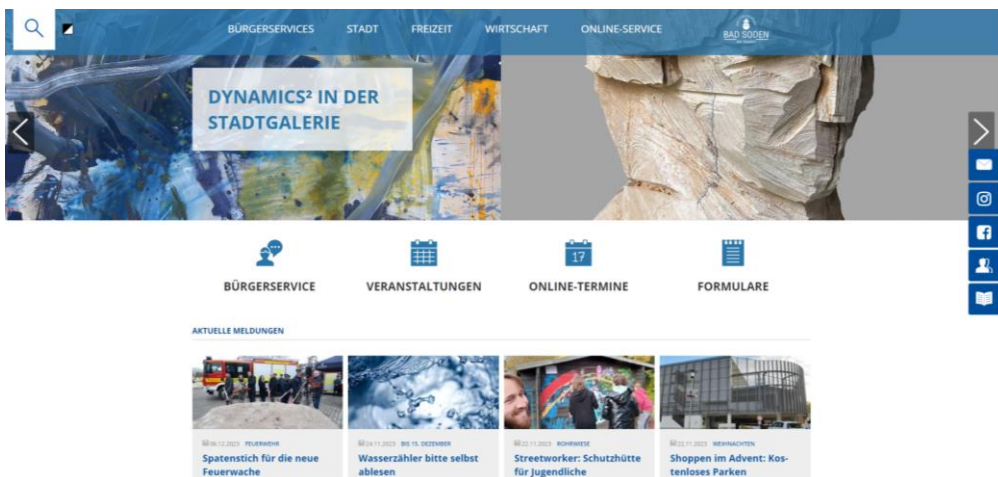 BÜRGERSERVICES STADT FREIZEIT WIRTSCHAFT ONLINE-SERVICE
BAD SODEN
DYNAMICS² IN DER
STADTGALERIE
17
BÜRGERSERVICE VERANSTALTUNGEN ONLINE-TERMINE FORMULARE
AKTUELLE MELDUNGEN
06.12.2023 FEUERWEHR
Spatenstich für die neue
Feuerwache
24.11.2023 BIS 15. DEZEMBER
Wasserzähler bitte selbst
ablesen
22.11.2023 ROHRWIESE
Streetworker: Schutzhütte
für Jugendliche
22.11.2023 WEIHNACHTEN
Shoppen im Advent: Kos-
tenloses Parken